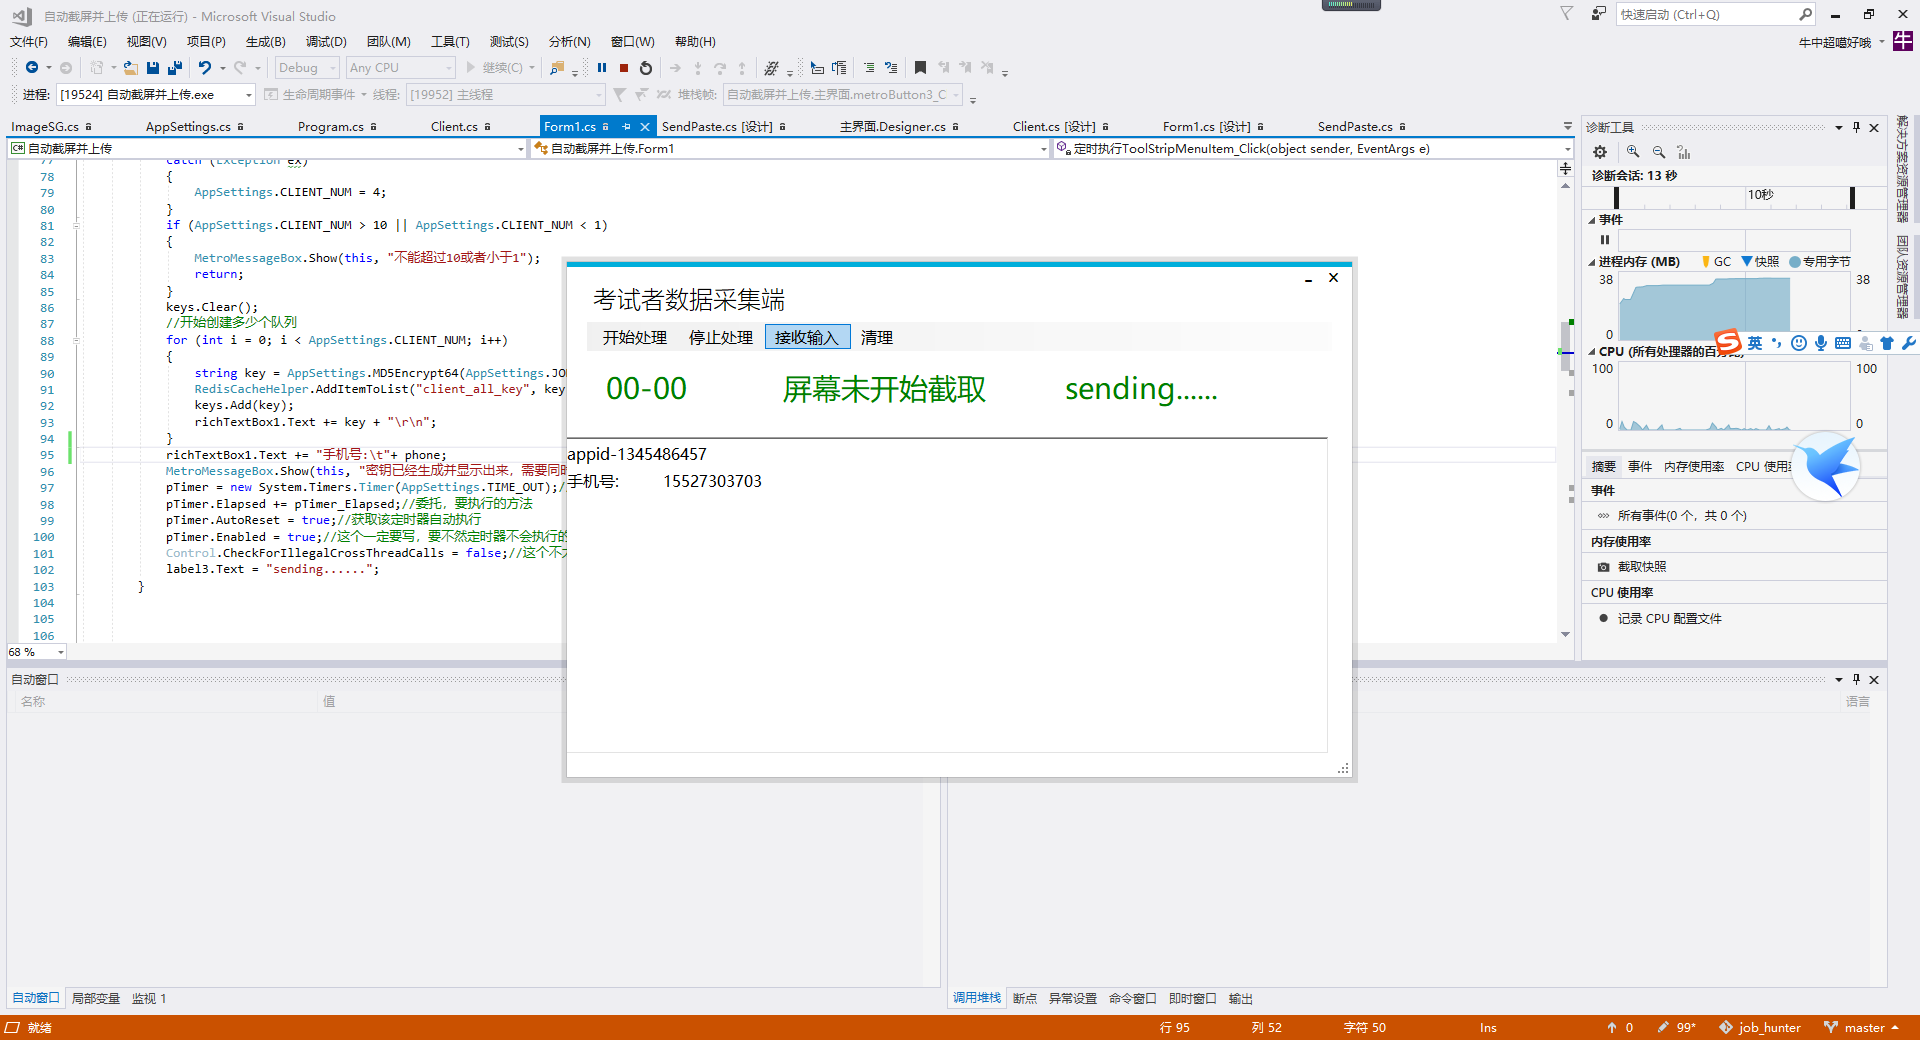 自动截屏并上传 (正在运行) - Microsoft Visual Studio
快速启动 (Ctrl+Q)
文件(F) 编辑(E) 视图(V) 项目(P) 生成(B) 调试(D) 团队(M) 工具(T) 测试(S) 分析(N) 窗口(W) 帮助(H)
牛中超噶好哦 牛
Debug Any CPU 继续(C)
进程: [19524] 自动截屏并上传.exe 生命周期事件 线程: [19952] 主线程 堆栈帧: 自动截屏并上传.主界面.metroButton3_C
ImageSG.cs AppSettings.cs Program.cs Client.cs Form1.cs SendPaste.cs [设计] 主界面.Designer.cs Client.cs [设计] Form1.cs [设计] SendPaste.cs
自动截屏并上传 自动截屏并上传.Form1 定时执行ToolStripMenuItem_Click(object sender, EventArgs e)
77 catch (Exception ex)
78 {
79 AppSettings.CLIENT_NUM = 4;
80 }
81 if (AppSettings.CLIENT_NUM > 10 || AppSettings.CLIENT_NUM < 1)
82 {
83 MetroMessageBox.Show(this, "不能超过10或者小于1");
84 return;
85 }
86 keys.Clear();
87 //开始创建多少个队列
88 for (int i = 0; i < AppSettings.CLIENT_NUM; i++)
89 {
90 string key = AppSettings.MD5Encrypt64(AppSettings.JO
91 RedisCacheHelper.AddItemToList("client_all_key", key
92 keys.Add(key);
93 richTextBox1.Text += key + "\r\n";
94 }
95 richTextBox1.Text += "手机号:\t"+ phone;
96 MetroMessageBox.Show(this, "密钥已经生成并显示出来，需要同时
97 pTimer = new System.Timers.Timer(AppSettings.TIME_OUT);//
98 pTimer.Elapsed += pTimer_Elapsed;//委托，要执行的方法
99 pTimer.AutoReset = true;//获取该定时器自动执行
100 pTimer.Enabled = true;//这个一定要写，要不然定时器不会执行的
101 Control.CheckForIllegalCrossThreadCalls = false;//这个不太
102 label3.Text = "sending......";
103 }
104
105
106
68 %
考试者数据采集端
开始处理 停止处理 接收输入 清理
00-00 屏幕未开始截取 sending......
appid-1345486457
手机号: 15527303703
诊断工具
诊断会话: 13 秒
10秒
事件
进程内存 (MB) GC 快照 专用字节
38 38
0
CPU (所有处理器的百分比)
100 100
0 0
英
摘要 事件 内存使用率 CPU 使用
事件
所有事件(0 个，共 0 个)
内存使用率
截取快照
CPU 使用率
记录 CPU 配置文件
解决方案资源管理器
团队资源管理器
自动窗口
名称 值
语言
自动窗口 局部变量 监视 1
调用堆栈 断点 异常设置 命令窗口 即时窗口 输出
就绪 行 95 列 52 字符 50 Ins 0 99* job_hunter master